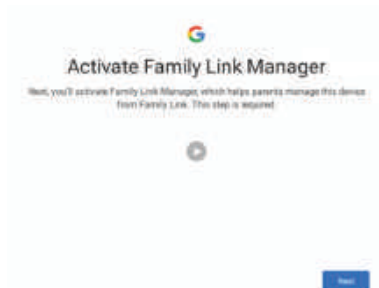 Activate Family Link Manager
Next, you'll activate Family Link Manager, which helps parents manage this device
from Family Link. This step is required.
Next